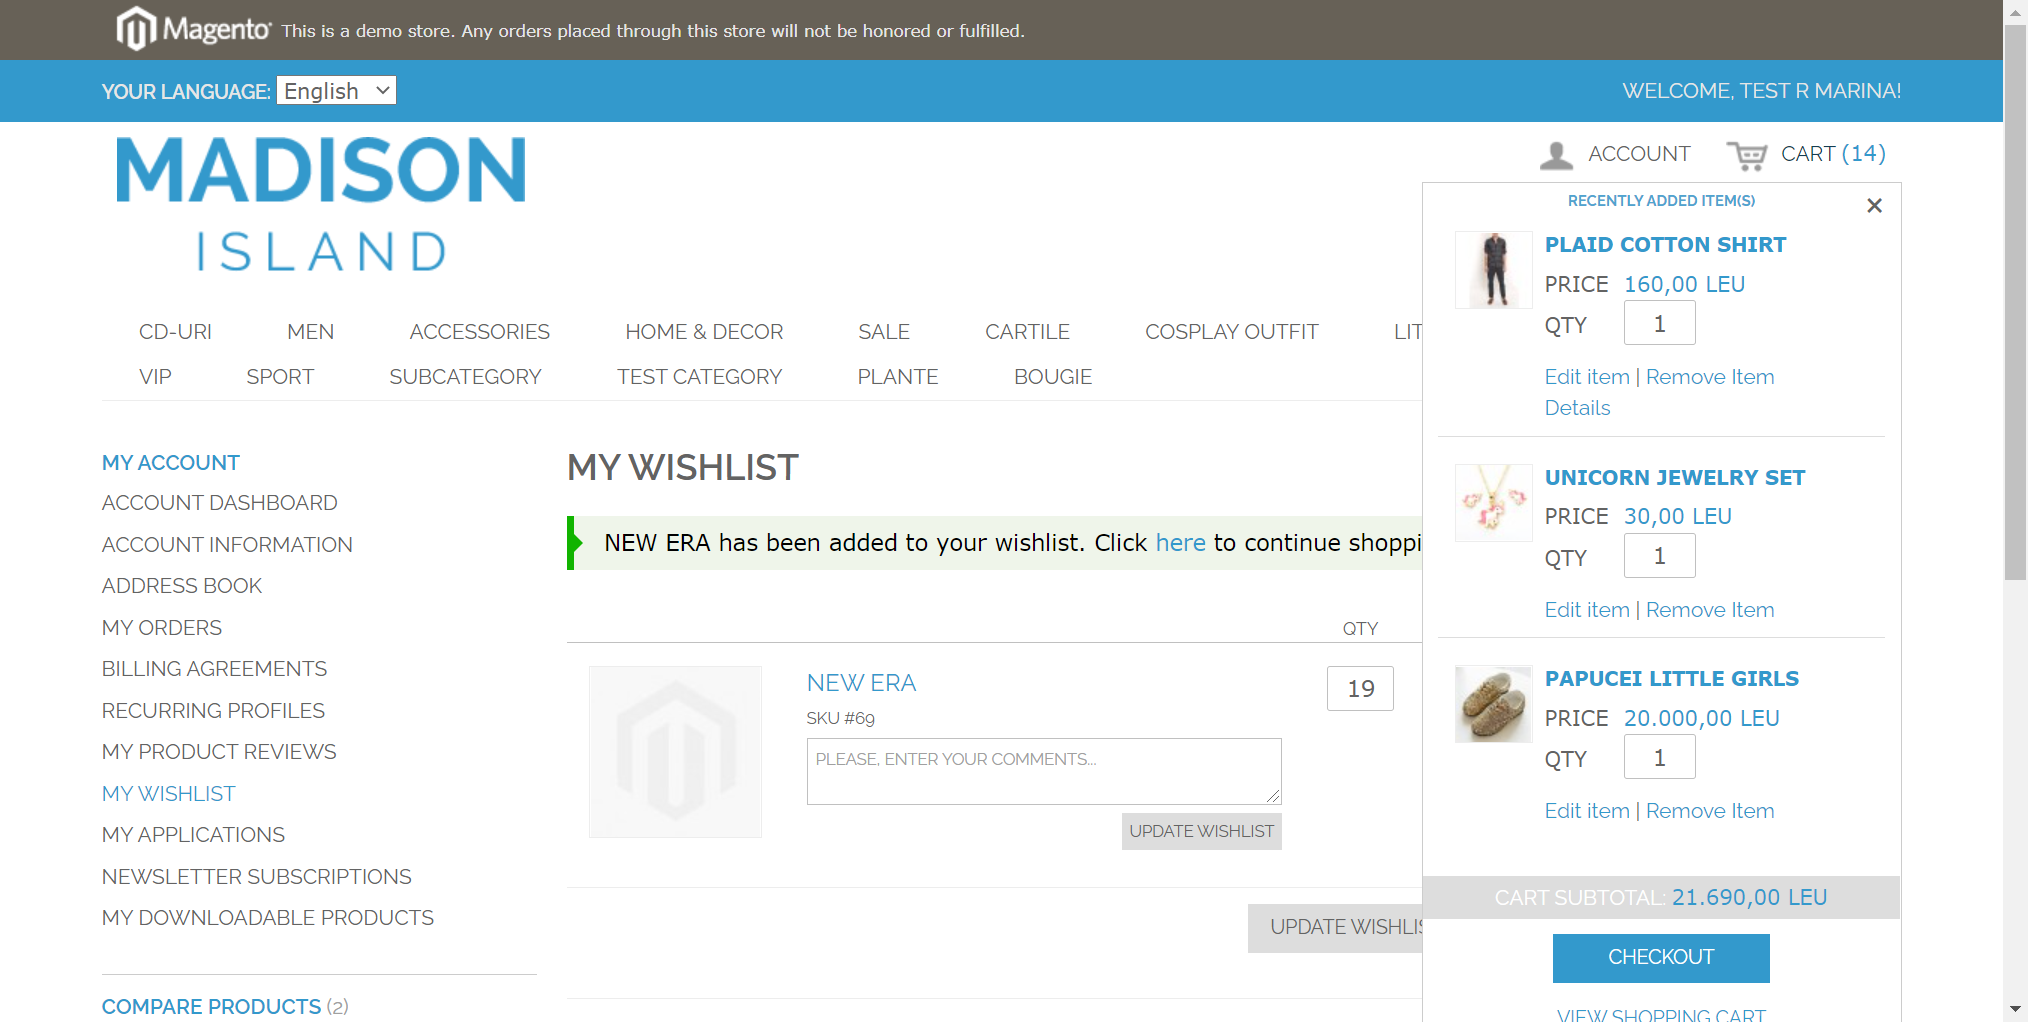 Magento This is a demo store. Any orders placed through this store will not be honored or fulfilled.
YOUR LANGUAGE: English
WELCOME, TEST R MARINA!
MADISON
ISLAND
ACCOUNT
CART (14)
CD-URI MEN ACCESSORIES HOME & DECOR SALE CARTILE COSPLAY OUTFIT LIT
VIP SPORT SUBCATEGORY TEST CATEGORY PLANTE BOUGIE
MY ACCOUNT
ACCOUNT DASHBOARD
ACCOUNT INFORMATION
ADDRESS BOOK
MY ORDERS
BILLING AGREEMENTS
RECURRING PROFILES
MY PRODUCT REVIEWS
MY WISHLIST
MY APPLICATIONS
NEWSLETTER SUBSCRIPTIONS
MY DOWNLOADABLE PRODUCTS
COMPARE PRODUCTS (2)
MY WISHLIST
NEW ERA has been added to your wishlist. Click here to continue shoppi
QTY
NEW ERA
19
SKU #69
PLEASE, ENTER YOUR COMMENTS...
UPDATE WISHLIST
UPDATE WISHLIS
RECENTLY ADDED ITEM(S)
PLAID COTTON SHIRT
PRICE 160,00 LEU
QTY 1
Edit item | Remove Item
Details
UNICORN JEWELRY SET
PRICE 30,00 LEU
QTY 1
Edit item | Remove Item
PAPUCEI LITTLE GIRLS
PRICE 20.000,00 LEU
QTY 1
Edit item | Remove Item
CART SUBTOTAL: 21.690,00 LEU
CHECKOUT
VIEW SHOPPING CART